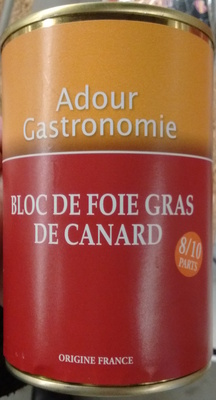 Adour
Gastronomie
BLOC DE FOIE GRAS
DE CANARD
8/10
PARTS
ORIGINE FRANCE